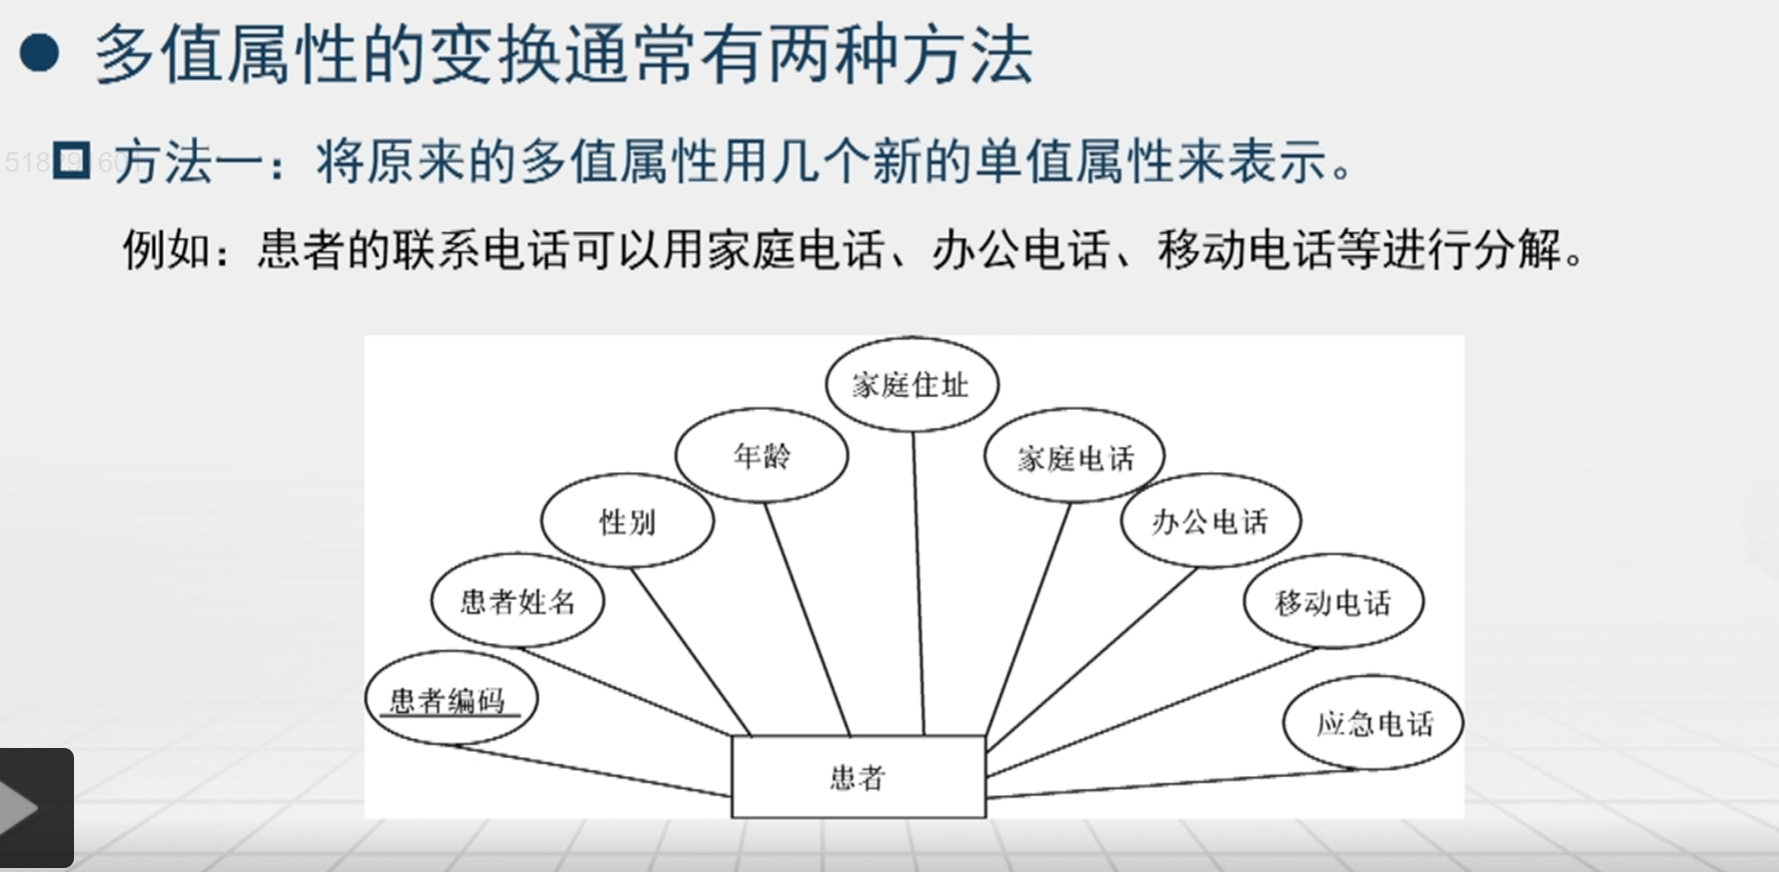 多值属性的变换通常有两种方法
方法一：将原来的多值属性用几个新的单值属性来表示。
例如：患者的联系电话可以用家庭电话、办公电话、移动电话等进行分解。
家庭住址
年龄
家庭电话
性别
办公电话
患者姓名
移动电话
患者编码
应急电话
患者